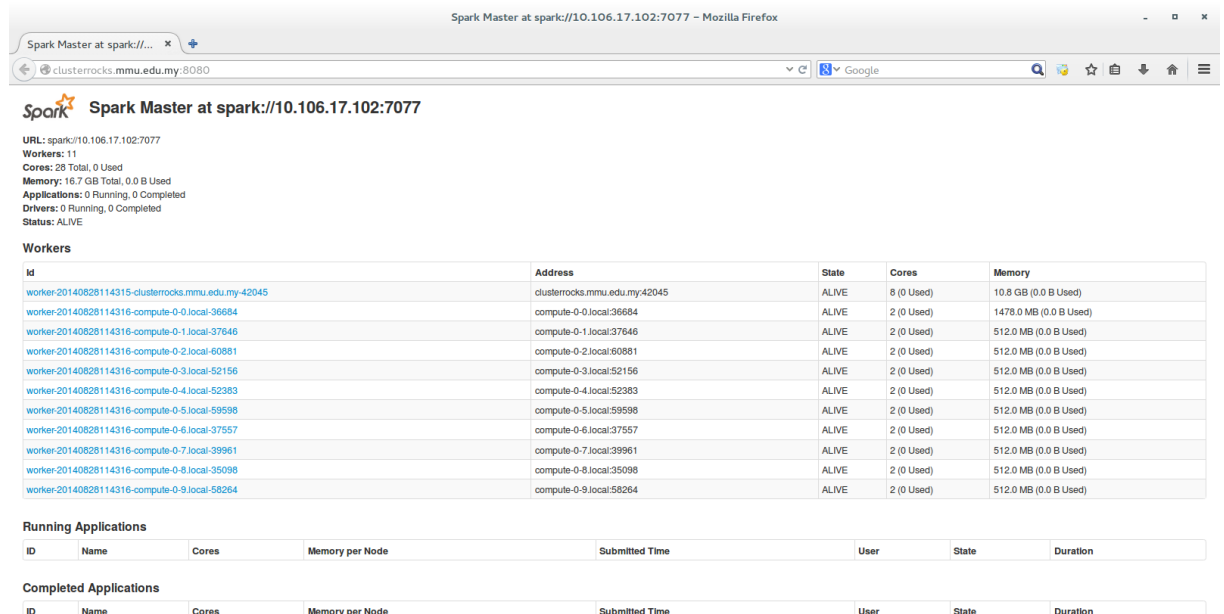 Spark Master at spark://10.106.17.102:7077 - Mozilla Firefox
Spark Master at spark://...
clusterrocks.mmu.edu.my:8080 Google
Spark Spark Master at spark://10.106.17.102:7077
URL: spark://10.106.17.102:7077
Workers: 11
Cores: 28 Total, 0 Used
Memory: 16.7 GB Total, 0.0 B Used
Applications: 0 Running, 0 Completed
Drivers: 0 Running, 0 Completed
Status: ALIVE
Workers
Id Address State Cores Memory
worker-20140828114315-clusterrocks.mmu.edu.my-42045 clusterrocks.mmu.edu.my:42045 ALIVE 8 (0 Used) 10.8 GB (0.0 B Used)
worker-20140828114316-compute-0-0.local-36684 compute-0-0.local:36684 ALIVE 2 (0 Used) 1478.0 MB (0.0 B Used)
worker-20140828114316-compute-0-1.local-37646 compute-0-1.local:37646 ALIVE 2 (0 Used) 512.0 MB (0.0 B Used)
worker-20140828114316-compute-0-2.local-60881 compute-0-2.local:60881 ALIVE 2 (0 Used) 512.0 MB (0.0 B Used)
worker-20140828114316-compute-0-3.local-52156 compute-0-3.local:52156 ALIVE 2 (0 Used) 512.0 MB (0.0 B Used)
worker-20140828114316-compute-0-4.local-52383 compute-0-4.local:52383 ALIVE 2 (0 Used) 512.0 MB (0.0 B Used)
worker-20140828114316-compute-0-5.local-59598 compute-0-5.local:59598 ALIVE 2 (0 Used) 512.0 MB (0.0 B Used)
worker-20140828114316-compute-0-6.local-37557 compute-0-6.local:37557 ALIVE 2 (0 Used) 512.0 MB (0.0 B Used)
worker-20140828114316-compute-0-7.local-39961 compute-0-7.local:39961 ALIVE 2 (0 Used) 512.0 MB (0.0 B Used)
worker-20140828114316-compute-0-8.local-35098 compute-0-8.local:35098 ALIVE 2 (0 Used) 512.0 MB (0.0 B Used)
worker-20140828114316-compute-0-9.local-58264 compute-0-9.local:58264 ALIVE 2 (0 Used) 512.0 MB (0.0 B Used)
Running Applications
ID Name Cores Memory per Node Submitted Time User State Duration
Completed Applications
ID Name Cores Memory per Node Submitted Time User State Duration